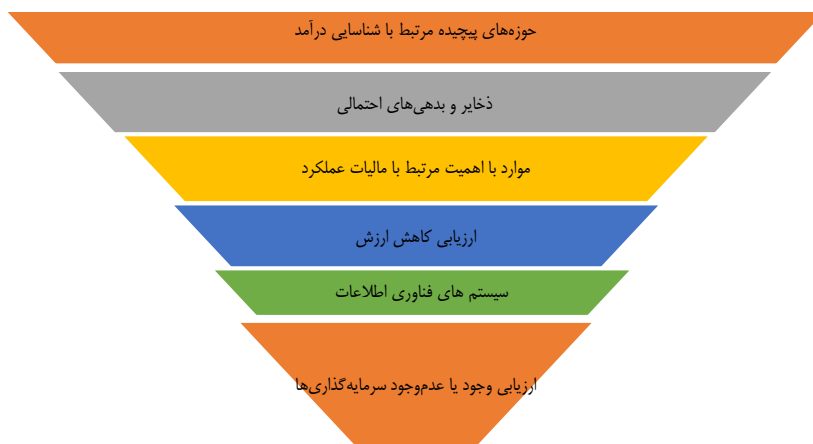 حوزه‌های پیچیده مرتبط با شناسایی درآمد
ذخایر و بدهی‌های احتمالی
موارد با اهمیت مرتبط با مالیات عملکرد
ارزیابی کاهش ارزش
سیستم های فناوری اطلاعات
ارزیابی وجود یا عدم‌وجود سرمایه‌گذاری‌ها